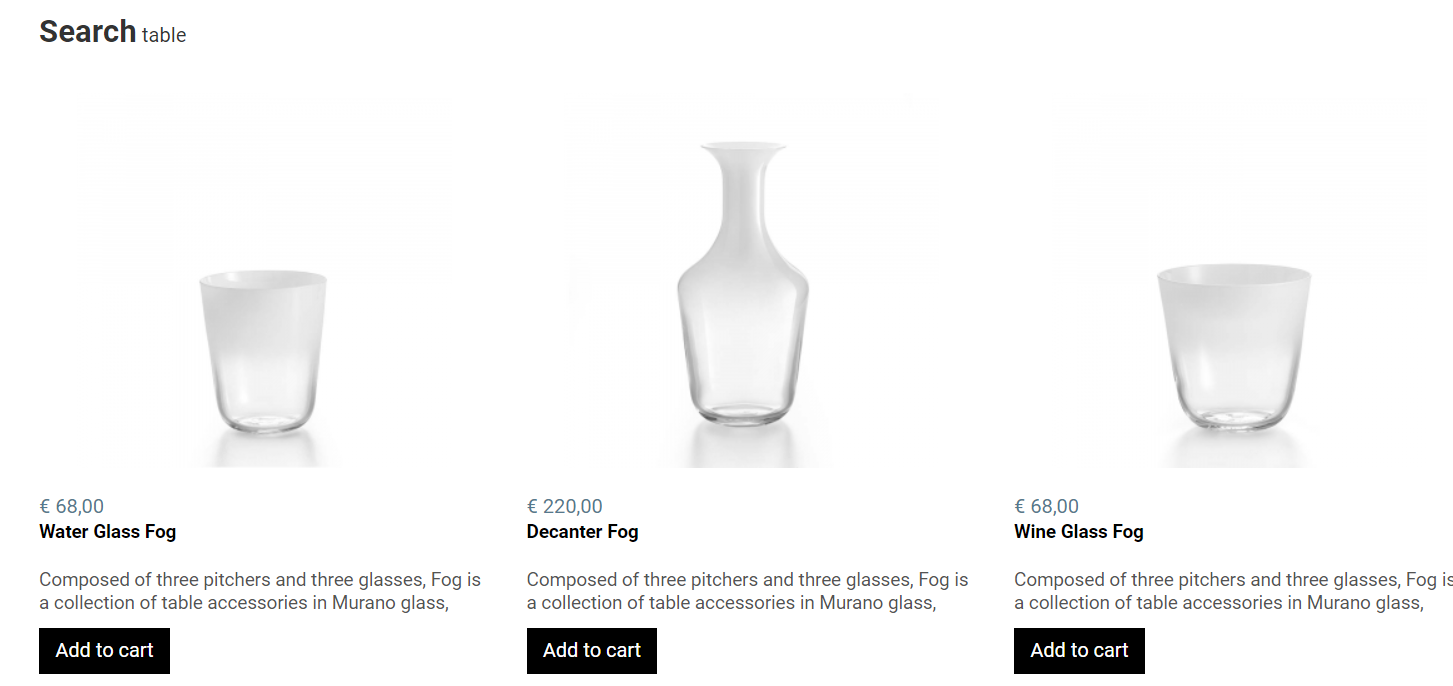 Search table
€ 68,00
Water Glass Fog
Composed of three pitchers and three glasses, Fog is
a collection of table accessories in Murano glass,
Add to cart
€ 220,00
Decanter Fog
Composed of three pitchers and three glasses, Fog is
a collection of table accessories in Murano glass,
Add to cart
€ 68,00
Wine Glass Fog
Composed of three pitchers and three glasses, Fog is
a collection of table accessories in Murano glass,
Add to cart